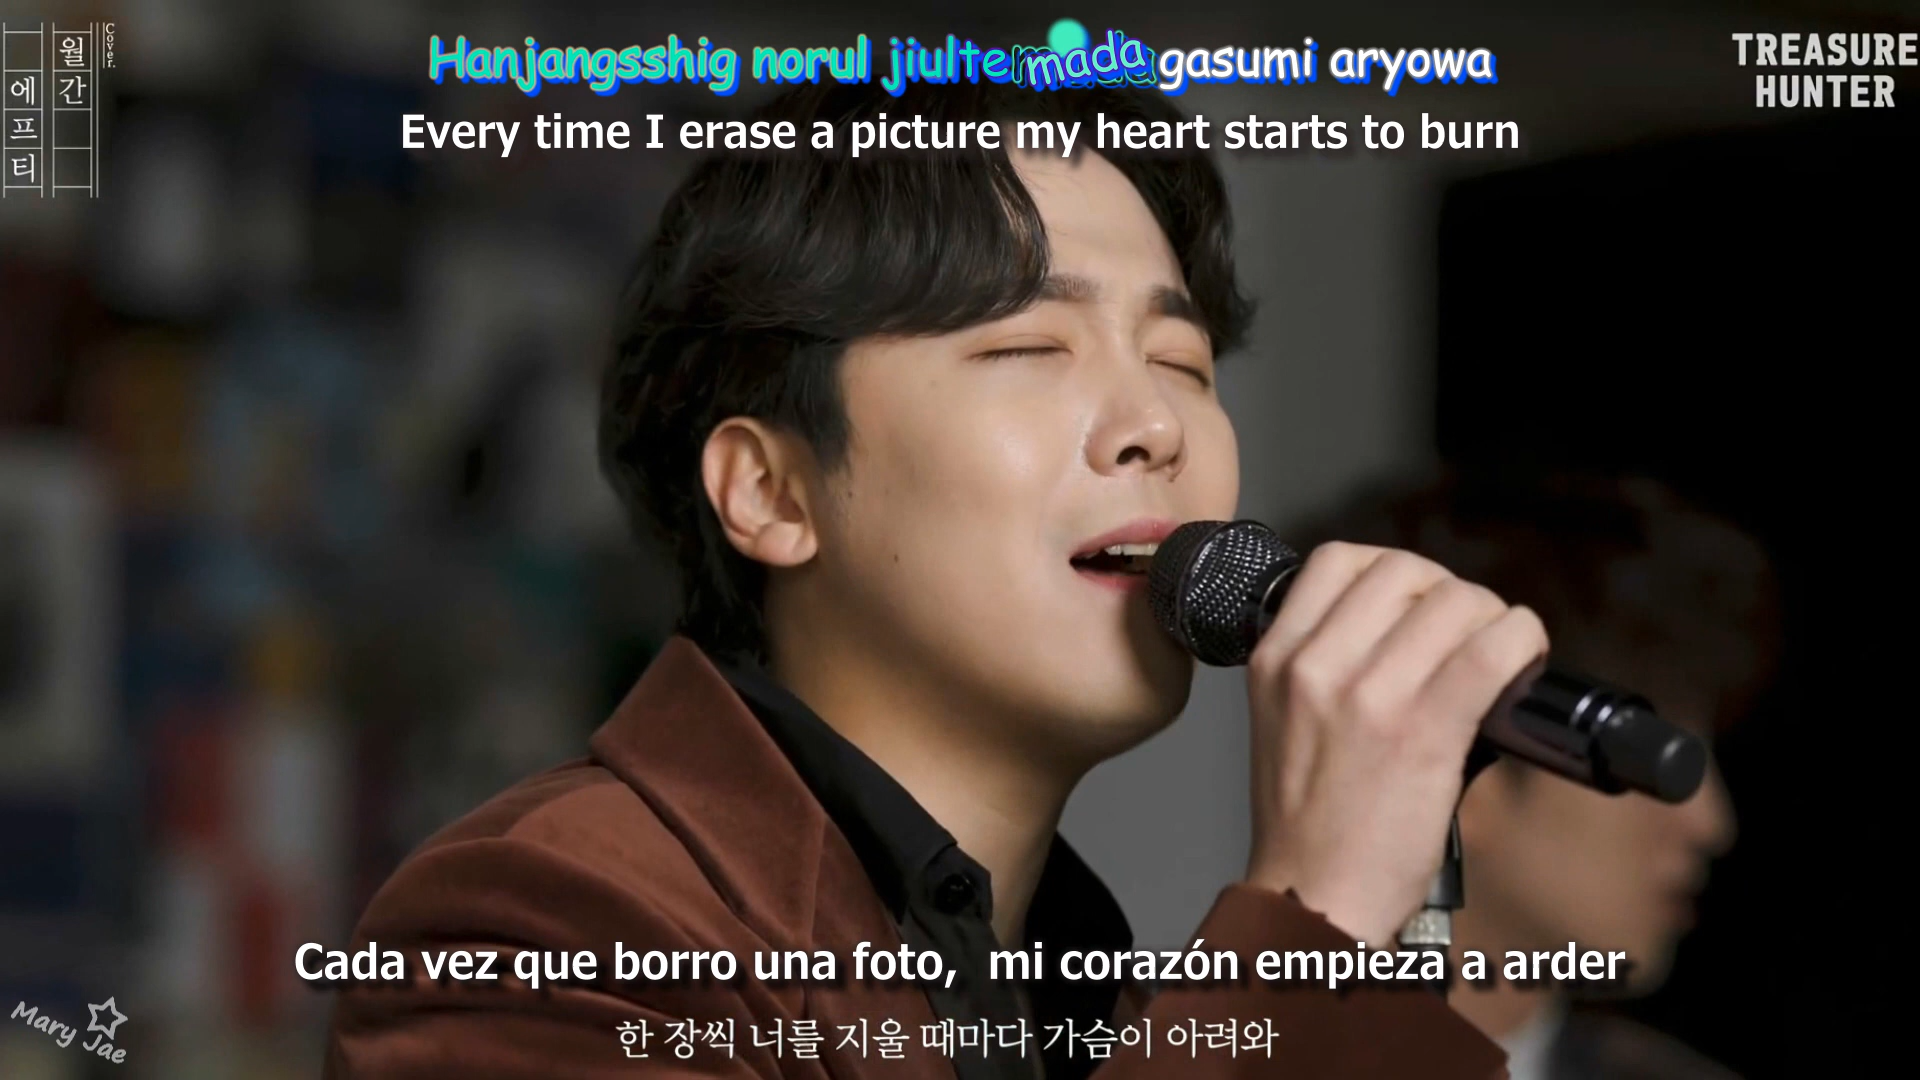 월간
에프티
Cover.
Hanjangsshig norul jiultermada gasumi aryowa
Every time I erase a picture my heart starts to burn
TREASURE
HUNTER
Cada vez que borro una foto, mi corazón empieza a arder
한 장씩 너를 지울 때마다 가슴이 아려와
Mary Jae